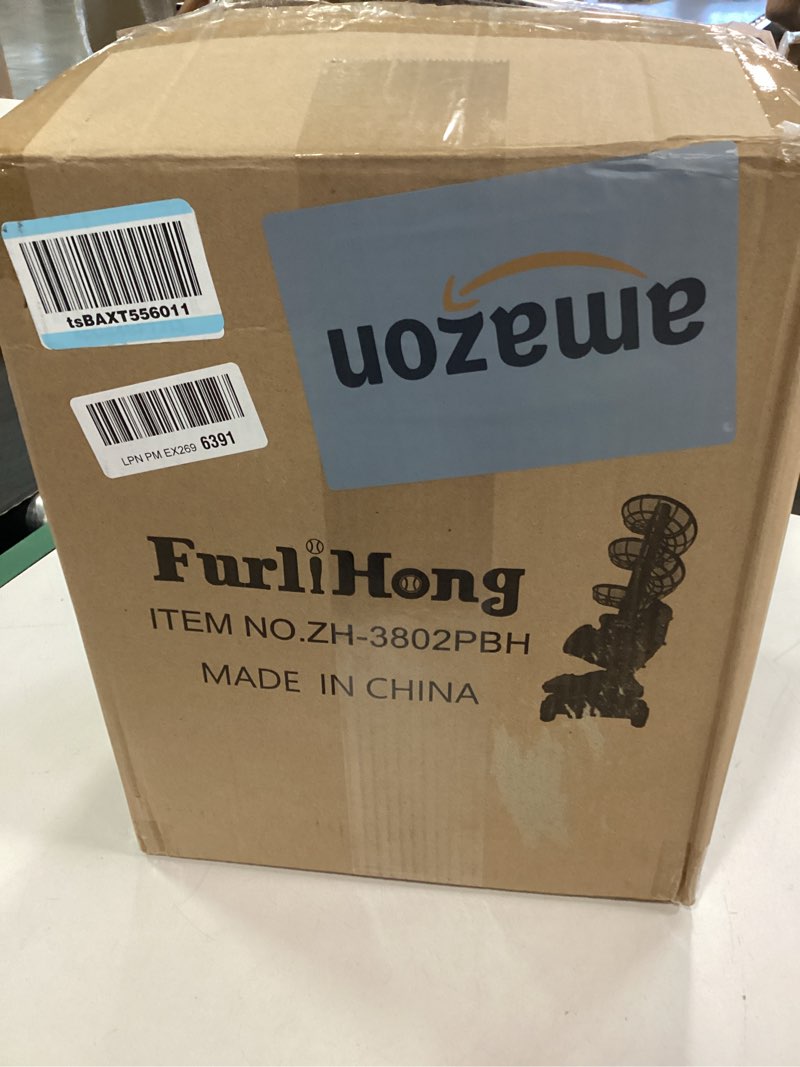 tsBAXT556011
amazon
LPN PM EX269 6391
FurliHong
ITEM NO.ZH-3802PBH
MADE IN CHINA